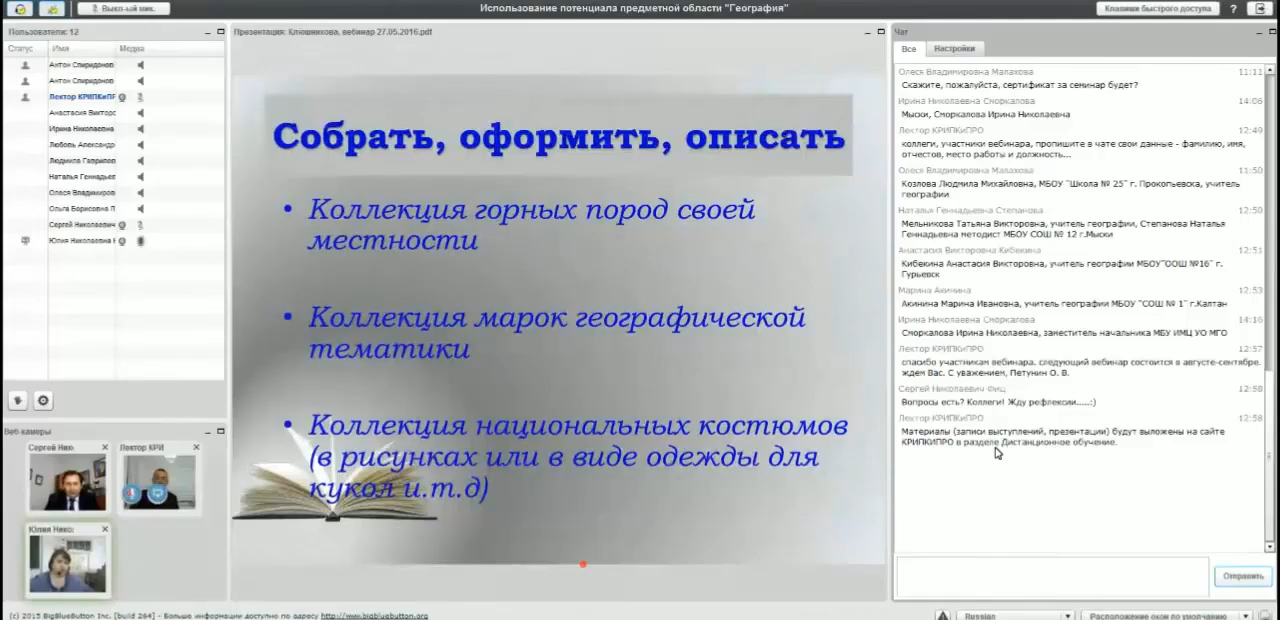 Выкл-ый мик.
Использование потенциала предметной области "География"
Клавиши быстрого доступа
?
Пользователи: 12
Статус
Имя
Медиа
Антон Спиридонов
Антон Спиридонов
Лектор КРИПКиПР
Анастасия Викторо
Ирина Николаевна
Любовь Александр
Людмила Гаврилов
Наталья Геннадьев
Олеся Владимиров
Ольга Борисовна П
Сергей Николаевич
Юлия Николаевна
Веб-камеры
Сергей Нико
Лектор КРИ
Юлия Нико:
Презентация: Клюшникова, вебинар 27.05.2016.pdf
Собрать, оформить, описать
• Коллекция горных пород своей
местности
• Коллекция марок географической
тематики
• Коллекция национальных костюмов
(в рисунках или в виде одежды для
кукол и.т.д)
Чат
Все
Настройки
Олеся Владимировна Малахова 11:11
Скажите, пожалуйста, сертификат за семинар будет?
Ирина Николаевна Сморкалова 14:06
Мыски, Сморкалова Ирина Николаевна
Лектор КРИПКиПРО 12:49
коллеги, участники вебинара, пропишите в чате свои данные - фамилию, имя,
отчестов, место работы и должность...
Олеся Владимировна Малахова 11:50
Козлова Людмила Михайловна, МБОУ "Школа № 25" г. Прокопьевска, учитель
географии
Наталья Геннадьевна Степанова 12:50
Мельникова Татьяна Викторовна, учитель географии, Степанова Наталья
Геннадьевна методист МБОУ СОШ № 12 г.Мыски
Анастасия Викторовна Кибекина 12:51
Кибекина Анастасия Викторовна, учитель географии МБОУ"ООШ №16" г.
Гурьевск
Марина Акинина 12:53
Акинина Марина Ивановна, учитель географии МБОУ "СОШ № 1" г.Калтан
Ирина Николаевна Сморкалова 14:16
Сморкалова Ирина Николаевна, заместитель начальника МБУ ИМЦ УО МГО
Лектор КРИПКиПРО 12:57
спасибо участникам вебинара. следующий вебинар состоится в августе-сентябре.
ждем Вас. С уважением, Петунин О. В.
Сергей Николаевич Фиц 12:58
Вопросы есть? Коллеги! Жду рефлексии.....:)
Лектор КРИПКиПРО 12:58
Материалы (записи выступлений, презентации) будут выложены на сайте
КРИПКИПРО в разделе Дистанционное обучение.
Отправить
(c) 2015 BigBlueButton Inc. [build 264] - Больше информации доступно по адресу http://www.bigbluebutton.org
Russian
Расположение окон по умолчанию